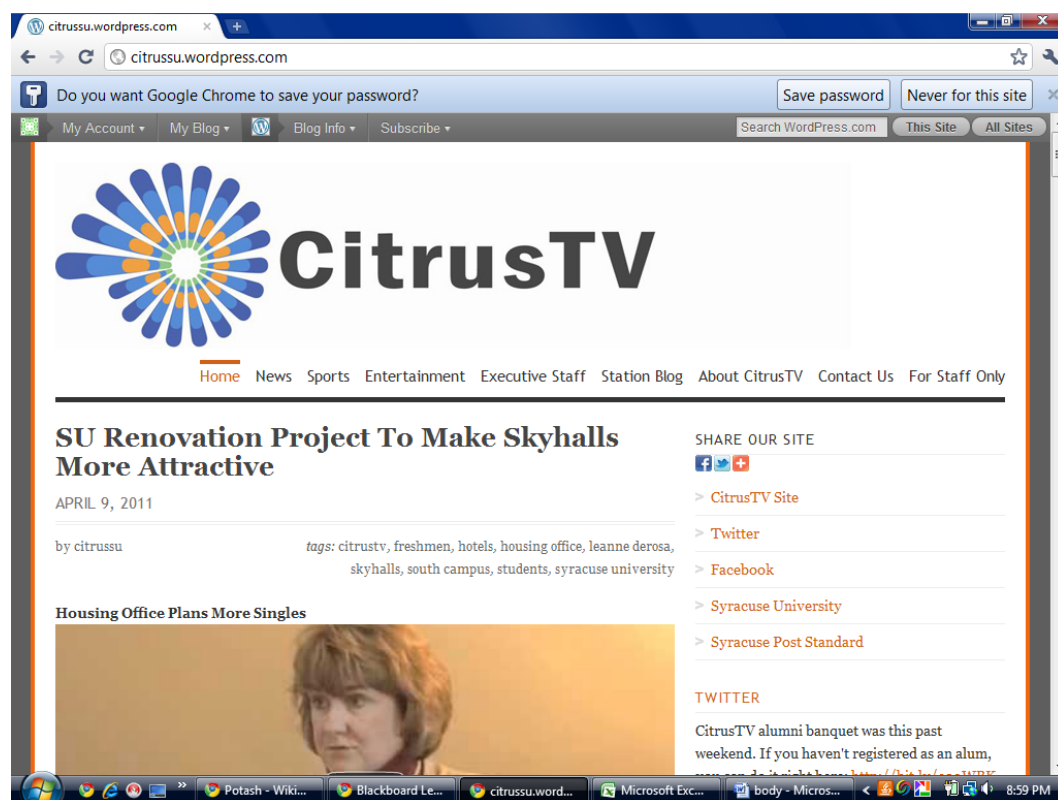 citrussu.wordpress.com
citrussu.wordpress.com
Do you want Google Chrome to save your password? Save password Never for this site
My Account My Blog Blog Info Subscribe Search WordPress.com This Site All Sites
CitrusTV
Home News Sports Entertainment Executive Staff Station Blog About CitrusTV Contact Us For Staff Only
SU Renovation Project To Make Skyhalls
More Attractive
APRIL 9, 2011
by citrussu
tags: citrustv, freshmen, hotels, housing office, leanne derosa,
skyhalls, south campus, students, syracuse university
Housing Office Plans More Singles
SHARE OUR SITE
> CitrusTV Site
> Twitter
> Facebook
> Syracuse University
> Syracuse Post Standard
TWITTER
CitrusTV alumni banquet was this past
weekend. If you haven't registered as an alum,
Potash - Wiki... Blackboard Le... citrussu.word... Microsoft Exc... body - Micros... 8:59 PM